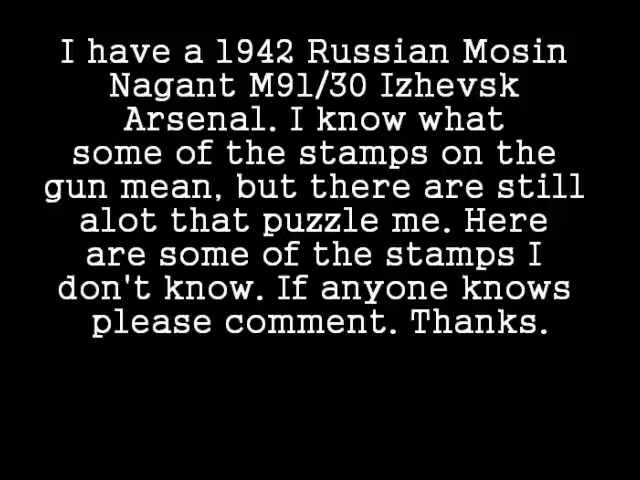 I have a 1942 Russian Mosin
Nagant M91/30 Izhevsk
Arsenal. I know what
some of the stamps on the
gun mean, but there are still
alot that puzzle me. Here
are some of the stamps I
don't know. If anyone knows
please comment. Thanks.